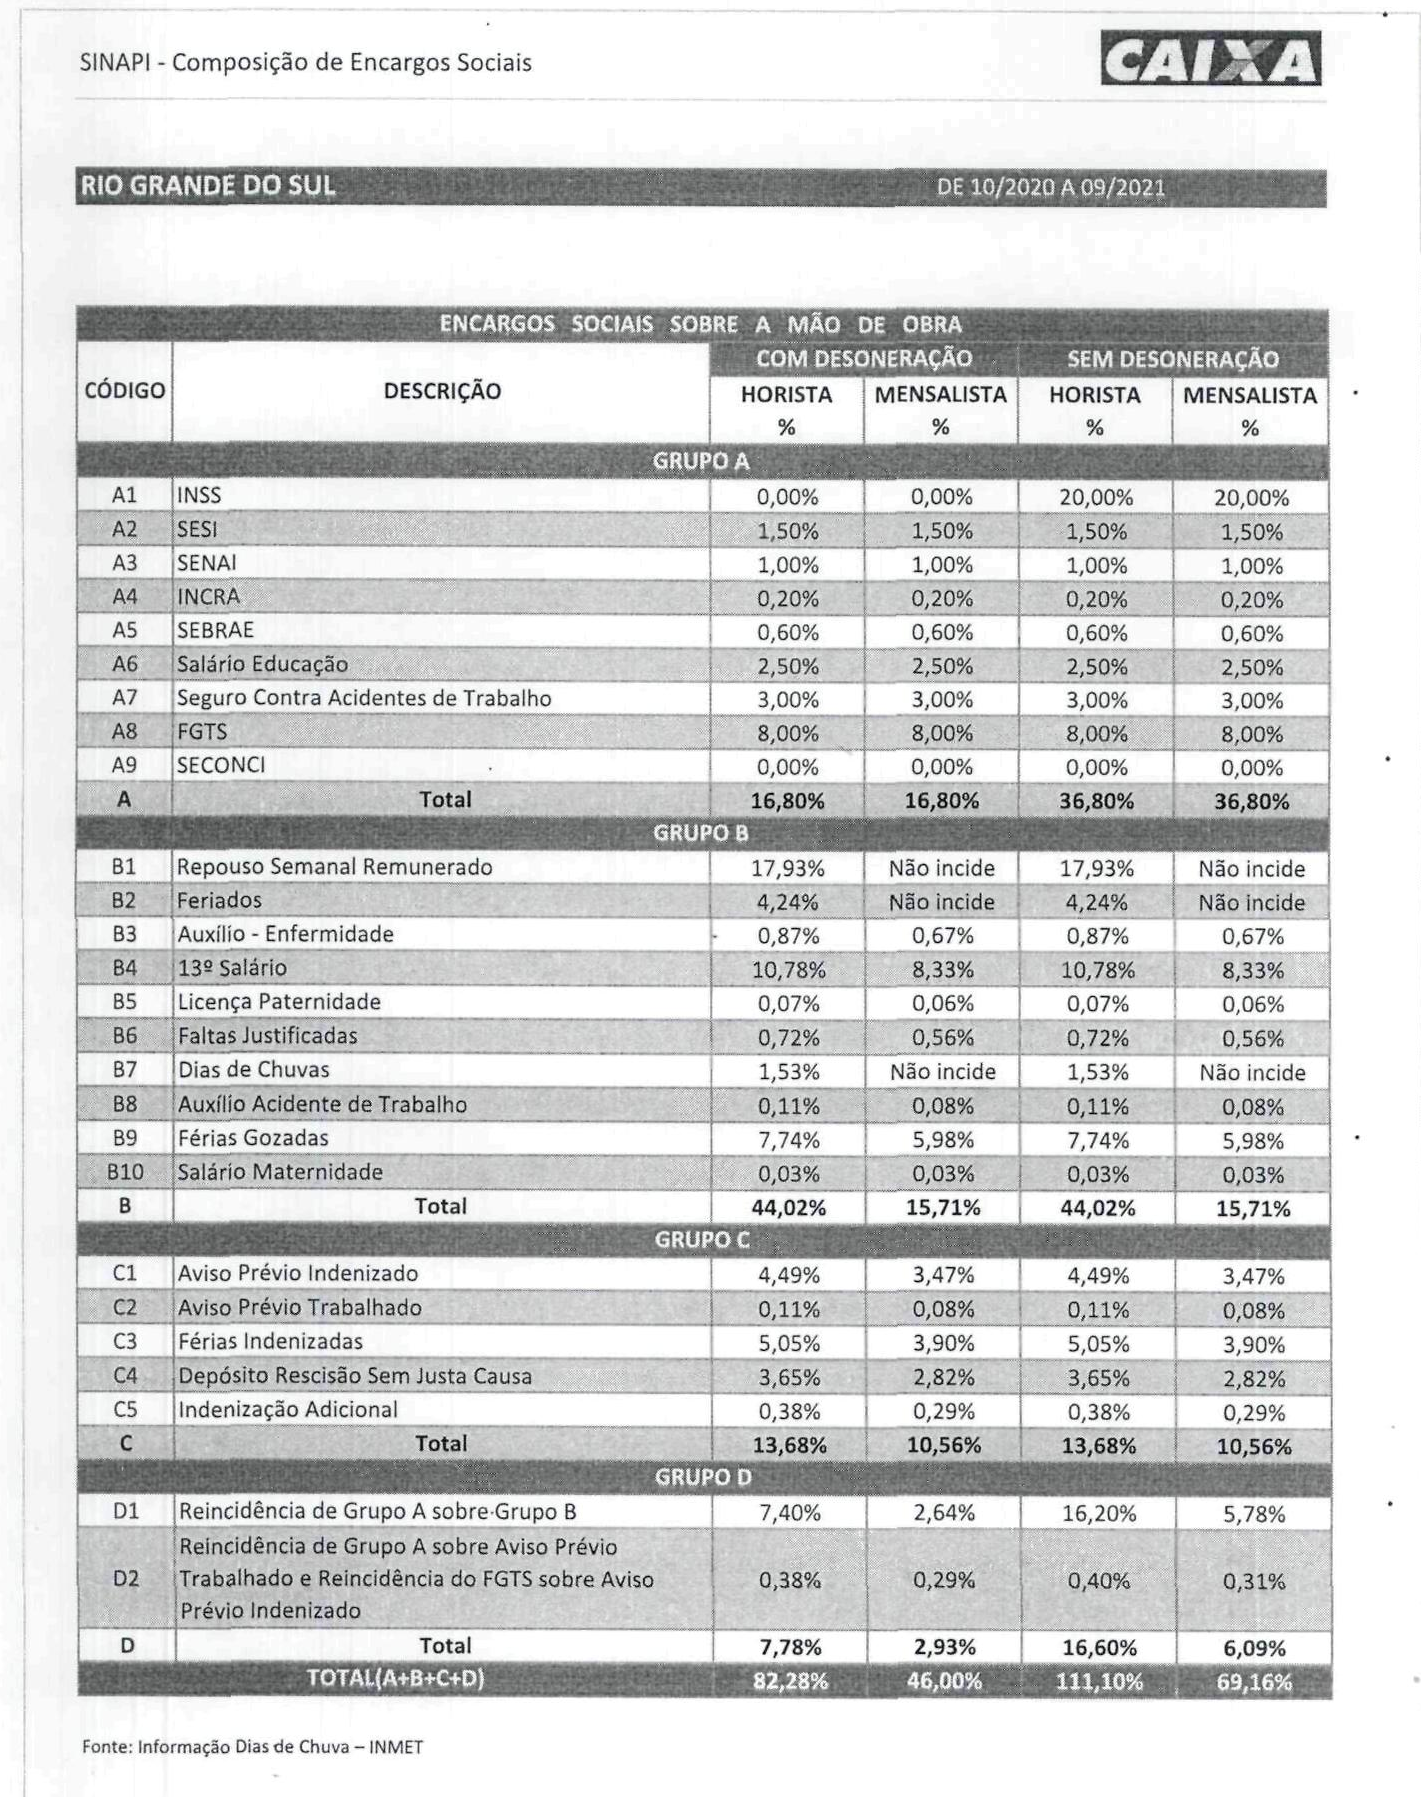 SINAPI - Composição de Encargos Sociais
CAIXA
RIO GRANDE DO SUL DE 10/2020 A 09/2021
ENCARGOS SOCIAIS SOBRE A MÃO DE OBRA
COM DESONERAÇÃO SEM DESONERAÇÃO
CÓDIGO DESCRIÇÃO HORISTA MENSALISTA HORISTA MENSALISTA
% % % %
GRUPO A
A1 INSS 0,00% 0,00% 20,00% 20,00%
A2 SESI 1,50% 1,50% 1,50% 1,50%
A3 SENAI 1,00% 1,00% 1,00% 1,00%
A4 INCRA 0,20% 0,20% 0,20% 0,20%
A5 SEBRAE 0,60% 0,60% 0,60% 0,60%
A6 Salário Educação 2,50% 2,50% 2,50% 2,50%
A7 Seguro Contra Acidentes de Trabalho 3,00% 3,00% 3,00% 3,00%
A8 FGTS 8,00% 8,00% 8,00% 8,00%
A9 SECONCI 0,00% 0,00% 0,00% 0,00%
A Total 16,80% 16,80% 36,80% 36,80%
GRUPO B
B1 Repouso Semanal Remunerado 17,93% Não incide 17,93% Não incide
B2 Feriados 4,24% Não incide 4,24% Não incide
B3 Auxílio - Enfermidade 0,87% 0,67% 0,87% 0,67%
B4 13º Salário 10,78% 8,33% 10,78% 8,33%
B5 Licença Paternidade 0,07% 0,06% 0,07% 0,06%
B6 Faltas Justificadas 0,72% 0,56% 0,72% 0,56%
B7 Dias de Chuvas 1,53% Não incide 1,53% Não incide
B8 Auxílio Acidente de Trabalho 0,11% 0,08% 0,11% 0,08%
B9 Férias Gozadas 7,74% 5,98% 7,74% 5,98%
B10 Salário Maternidade 0,03% 0,03% 0,03% 0,03%
B Total 44,02% 15,71% 44,02% 15,71%
GRUPO C
C1 Aviso Prévio Indenizado 4,49% 3,47% 4,49% 3,47%
C2 Aviso Prévio Trabalhado 0,11% 0,08% 0,11% 0,08%
C3 Férias Indenizadas 5,05% 3,90% 5,05% 3,90%
C4 Depósito Rescisão Sem Justa Causa 3,65% 2,82% 3,65% 2,82%
C5 Indenização Adicional 0,38% 0,29% 0,38% 0,29%
C Total 13,68% 10,56% 13,68% 10,56%
GRUPO D
D1 Reincidência de Grupo A sobre Grupo B 7,40% 2,64% 16,20% 5,78%
Reincidência de Grupo A sobre Aviso Prévio
D2 Trabalhado e Reincidência do FGTS sobre Aviso 0,38% 0,29% 0,40% 0,31%
Prévio Indenizado
D Total 7,78% 2,93% 16,60% 6,09%
TOTAL(A+B+C+D) 82,28% 46,00% 111,10% 69,16%
Fonte: Informação Dias de Chuva – INMET